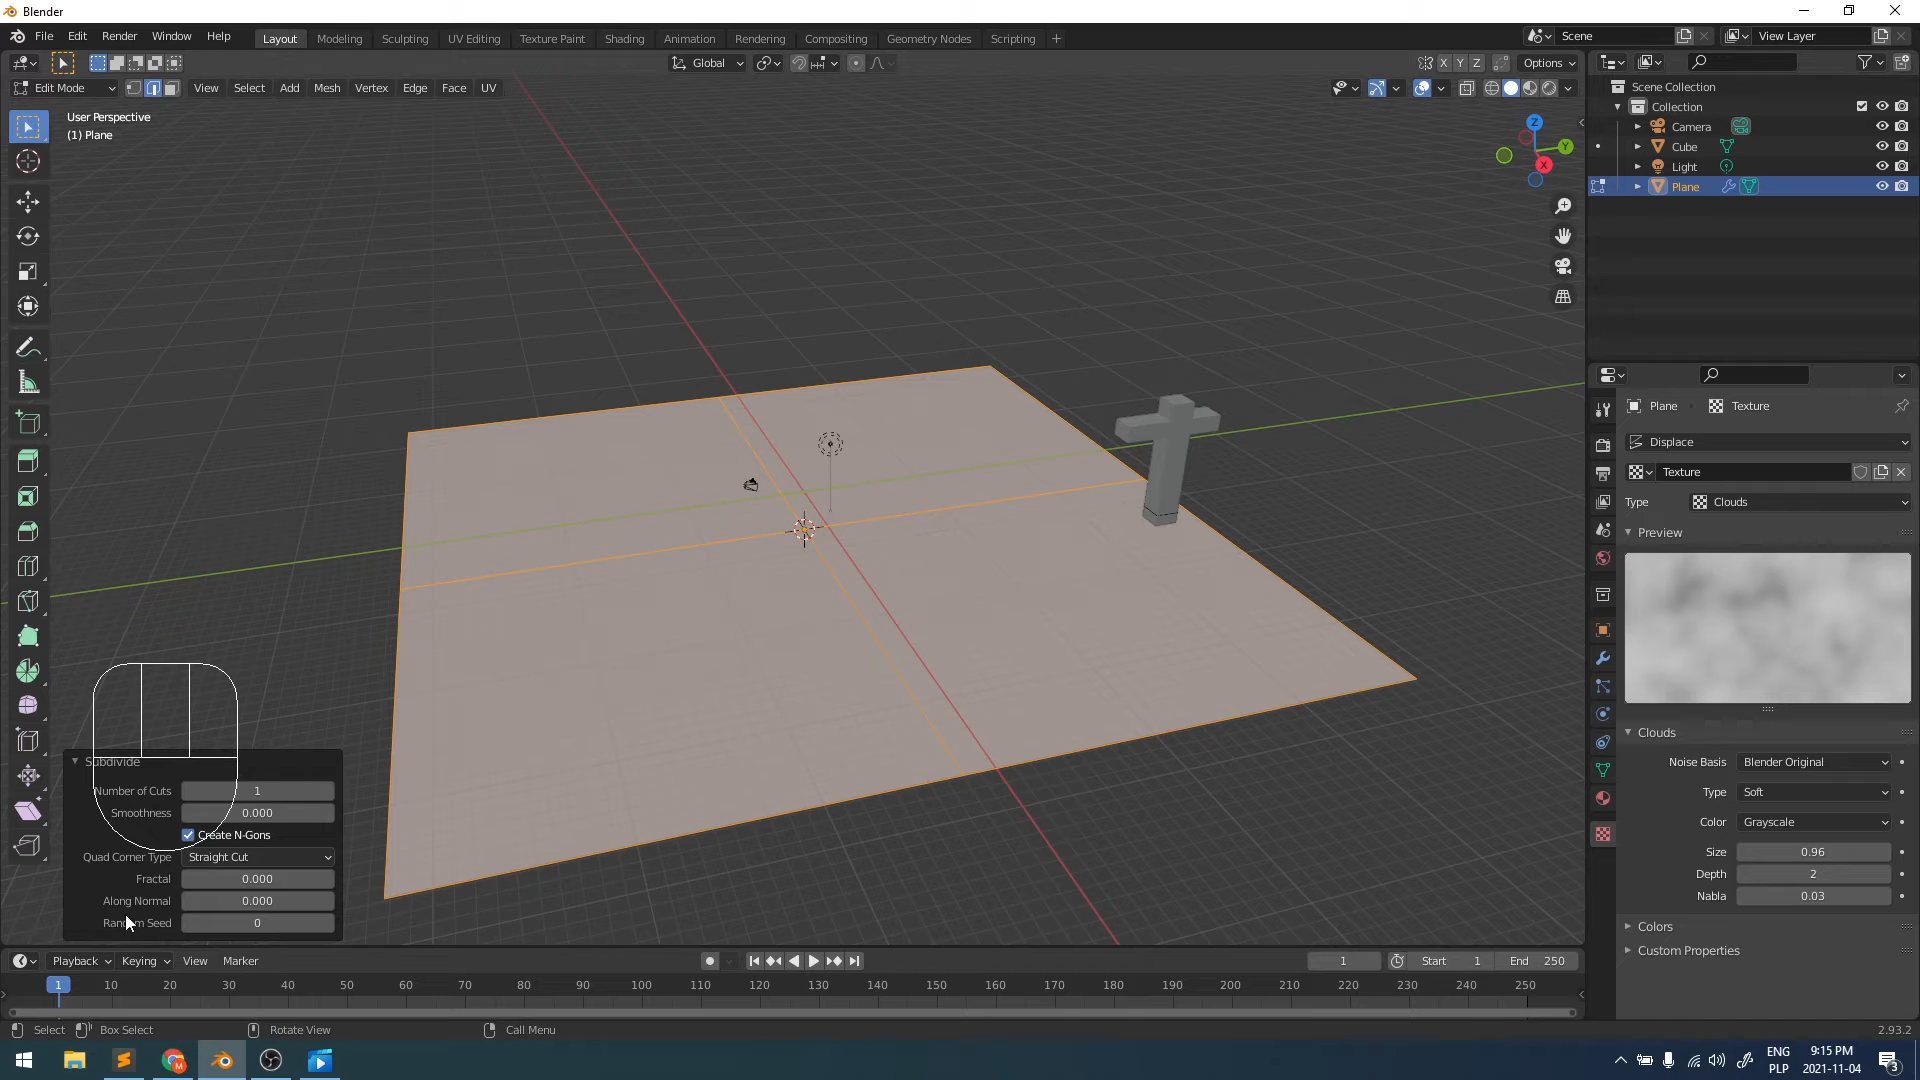 Blender
File Edit Render Window Help
Layout Modeling Sculpting UV Editing Texture Paint Shading Animation Rendering Compositing Geometry Nodes Scripting +
Scene
View Layer
Global
X Y Z
Options
Edit Mode
View Select Add Mesh Vertex Edge Face UV
User Perspective
(1) Plane
Z
Y
X
Scene Collection
Collection
Camera
Cube
Light
Plane
Plane
Texture
Displace
Texture
Type Clouds
Preview
Clouds
Noise Basis Blender Original
Type Soft
Color Grayscale
Size 0.96
Depth 2
Nabla 0.03
Colors
Custom Properties
Subdivide
Number of Cuts 1
Smoothness 0.000
Create N-Gons
Quad Corner Type Straight Cut
Fractal 0.000
Along Normal 0.000
Random Seed 0
Playback Keying View Marker
1
Start 1
End 250
1 10 20 30 40 50 60 70 80 90 100 110 120 130 140 150 160 170 180 190 200 210 220 230 240 250
Select
Box Select
Rotate View
Call Menu
2.93.2
M
ENG
PLP
9:15 PM
2021-11-04
3